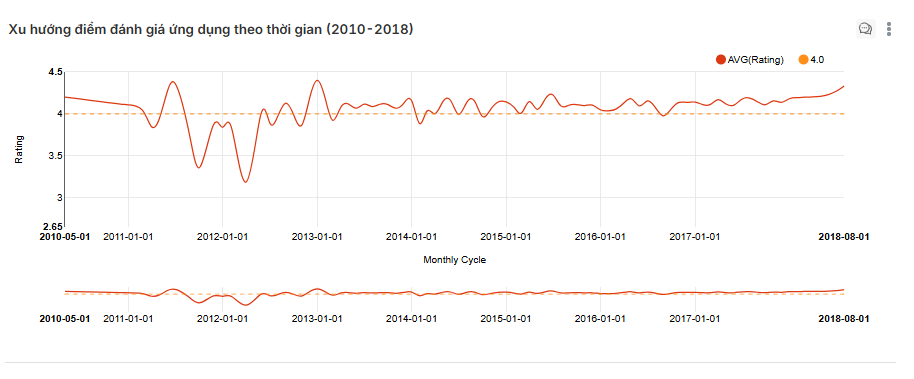 Xu hướng điểm đánh giá ứng dụng theo thời gian (2010-2018)
AVG(Rating) 4.0
4.5
4
3.5
3
2.65
Rating
2010-05-01 2011-01-01 2012-01-01 2013-01-01 2014-01-01 2015-01-01 2016-01-01 2017-01-01 2018-08-01
Monthly Cycle
2010-05-01 2011-01-01 2012-01-01 2013-01-01 2014-01-01 2015-01-01 2016-01-01 2017-01-01 2018-08-01